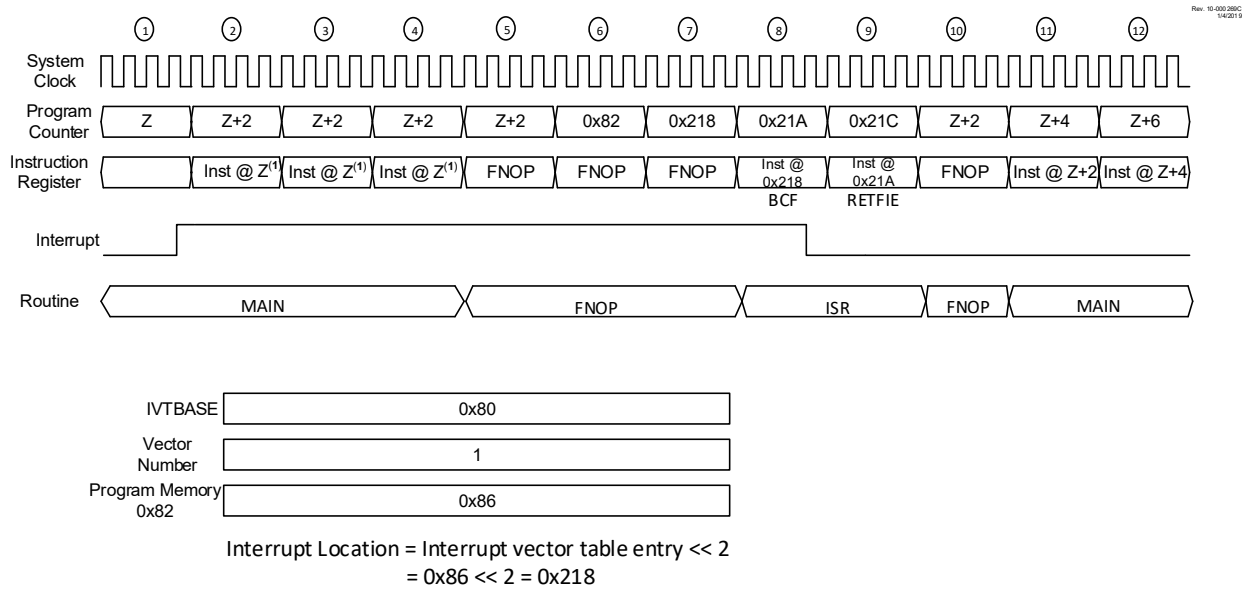 Rev. 10-000 269C
1/4/201 9
1 2 3 4 5 6 7 8 9 10 11 12
System
Clock
Program
Counter
Z Z+2 Z+2 Z+2 Z+2 0x82 0x218 0x21A 0x21C Z+2 Z+4 Z+6
Instruction
Register
Inst @ Z(1) Inst @ Z(1) Inst @ Z(1) FNOP FNOP FNOP Inst @ 0x218 Inst @ 0x21A FNOP Inst @ Z+2 Inst @ Z+4
BCF RETFIE
Interrupt
Routine MAIN FNOP ISR FNOP MAIN
IVTBASE 0x80
Vector
Number
1
Program Memory
0x82
0x86
Interrupt Location = Interrupt vector table entry << 2
= 0x86 << 2 = 0x218